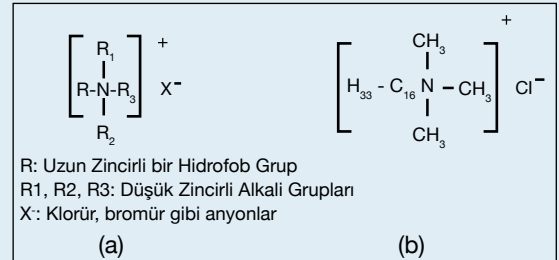 [R-N-R₃]⁺ X⁻
R₁
R₂
[H₃₃ - C₁₆ N - CH₃]⁺ Cl⁻
CH₃
CH₃
R: Uzun Zincirli bir Hidrofob Grup
R1, R2, R3: Düşük Zincirli Alkali Grupları
X⁻: Klorür, bromür gibi anyonlar
(a) (b)